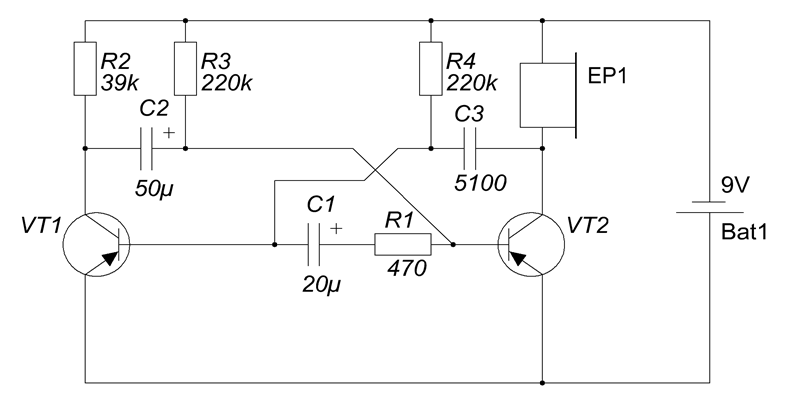 R2
39k
R3
220k
R4
220k
EP1
C2
+
50µ
C3
5100
VT1
C1
+
20µ
R1
470
VT2
9V
Bat1